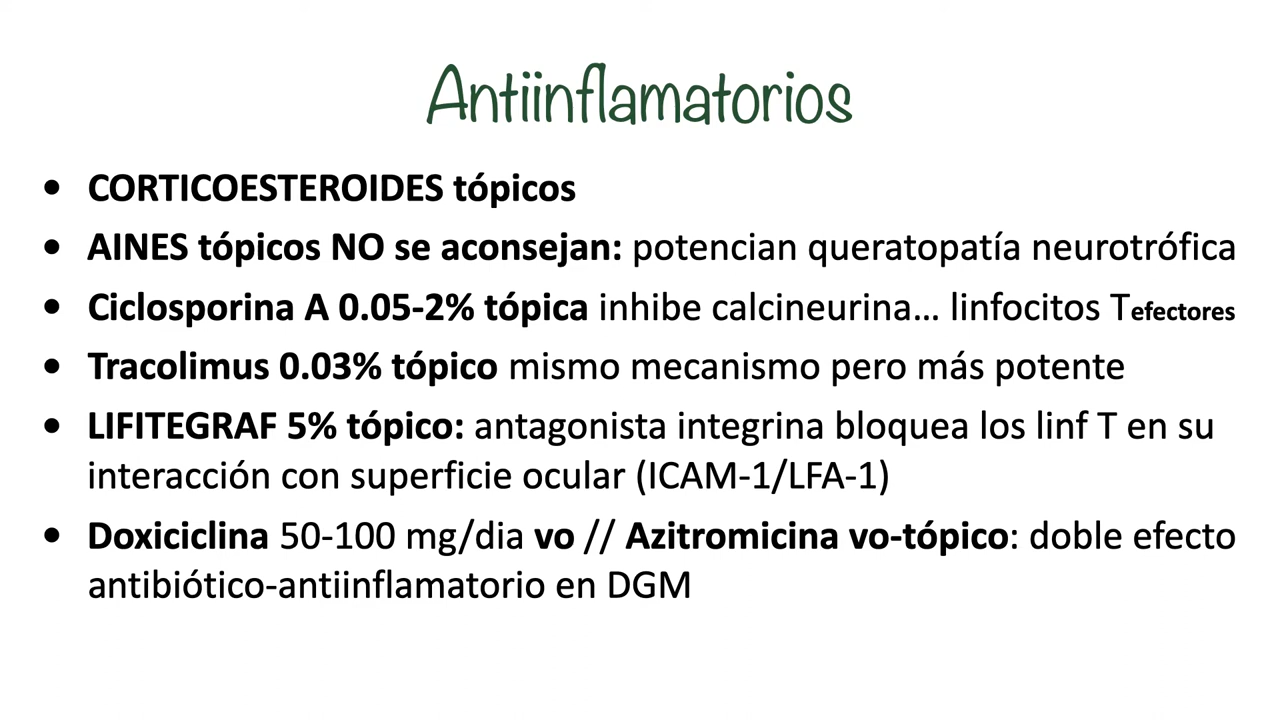 Antiinflamatorios
• CORTICOESTEROIDES tópicos
• AINES tópicos NO se aconsejan: potencian queratopatía neurotrófica
• Ciclosporina A 0.05-2% tópica inhibe calcineurina... linfocitos Tefectores
• Tracolimus 0.03% tópico mismo mecanismo pero más potente
• LIFITEGRAF 5% tópico: antagonista integrina bloquea los linf T en su
interacción con superficie ocular (ICAM-1/LFA-1)
• Doxiciclina 50-100 mg/dia vo // Azitromicina vo-tópico: doble efecto
antibiótico-antiinflamatorio en DGM